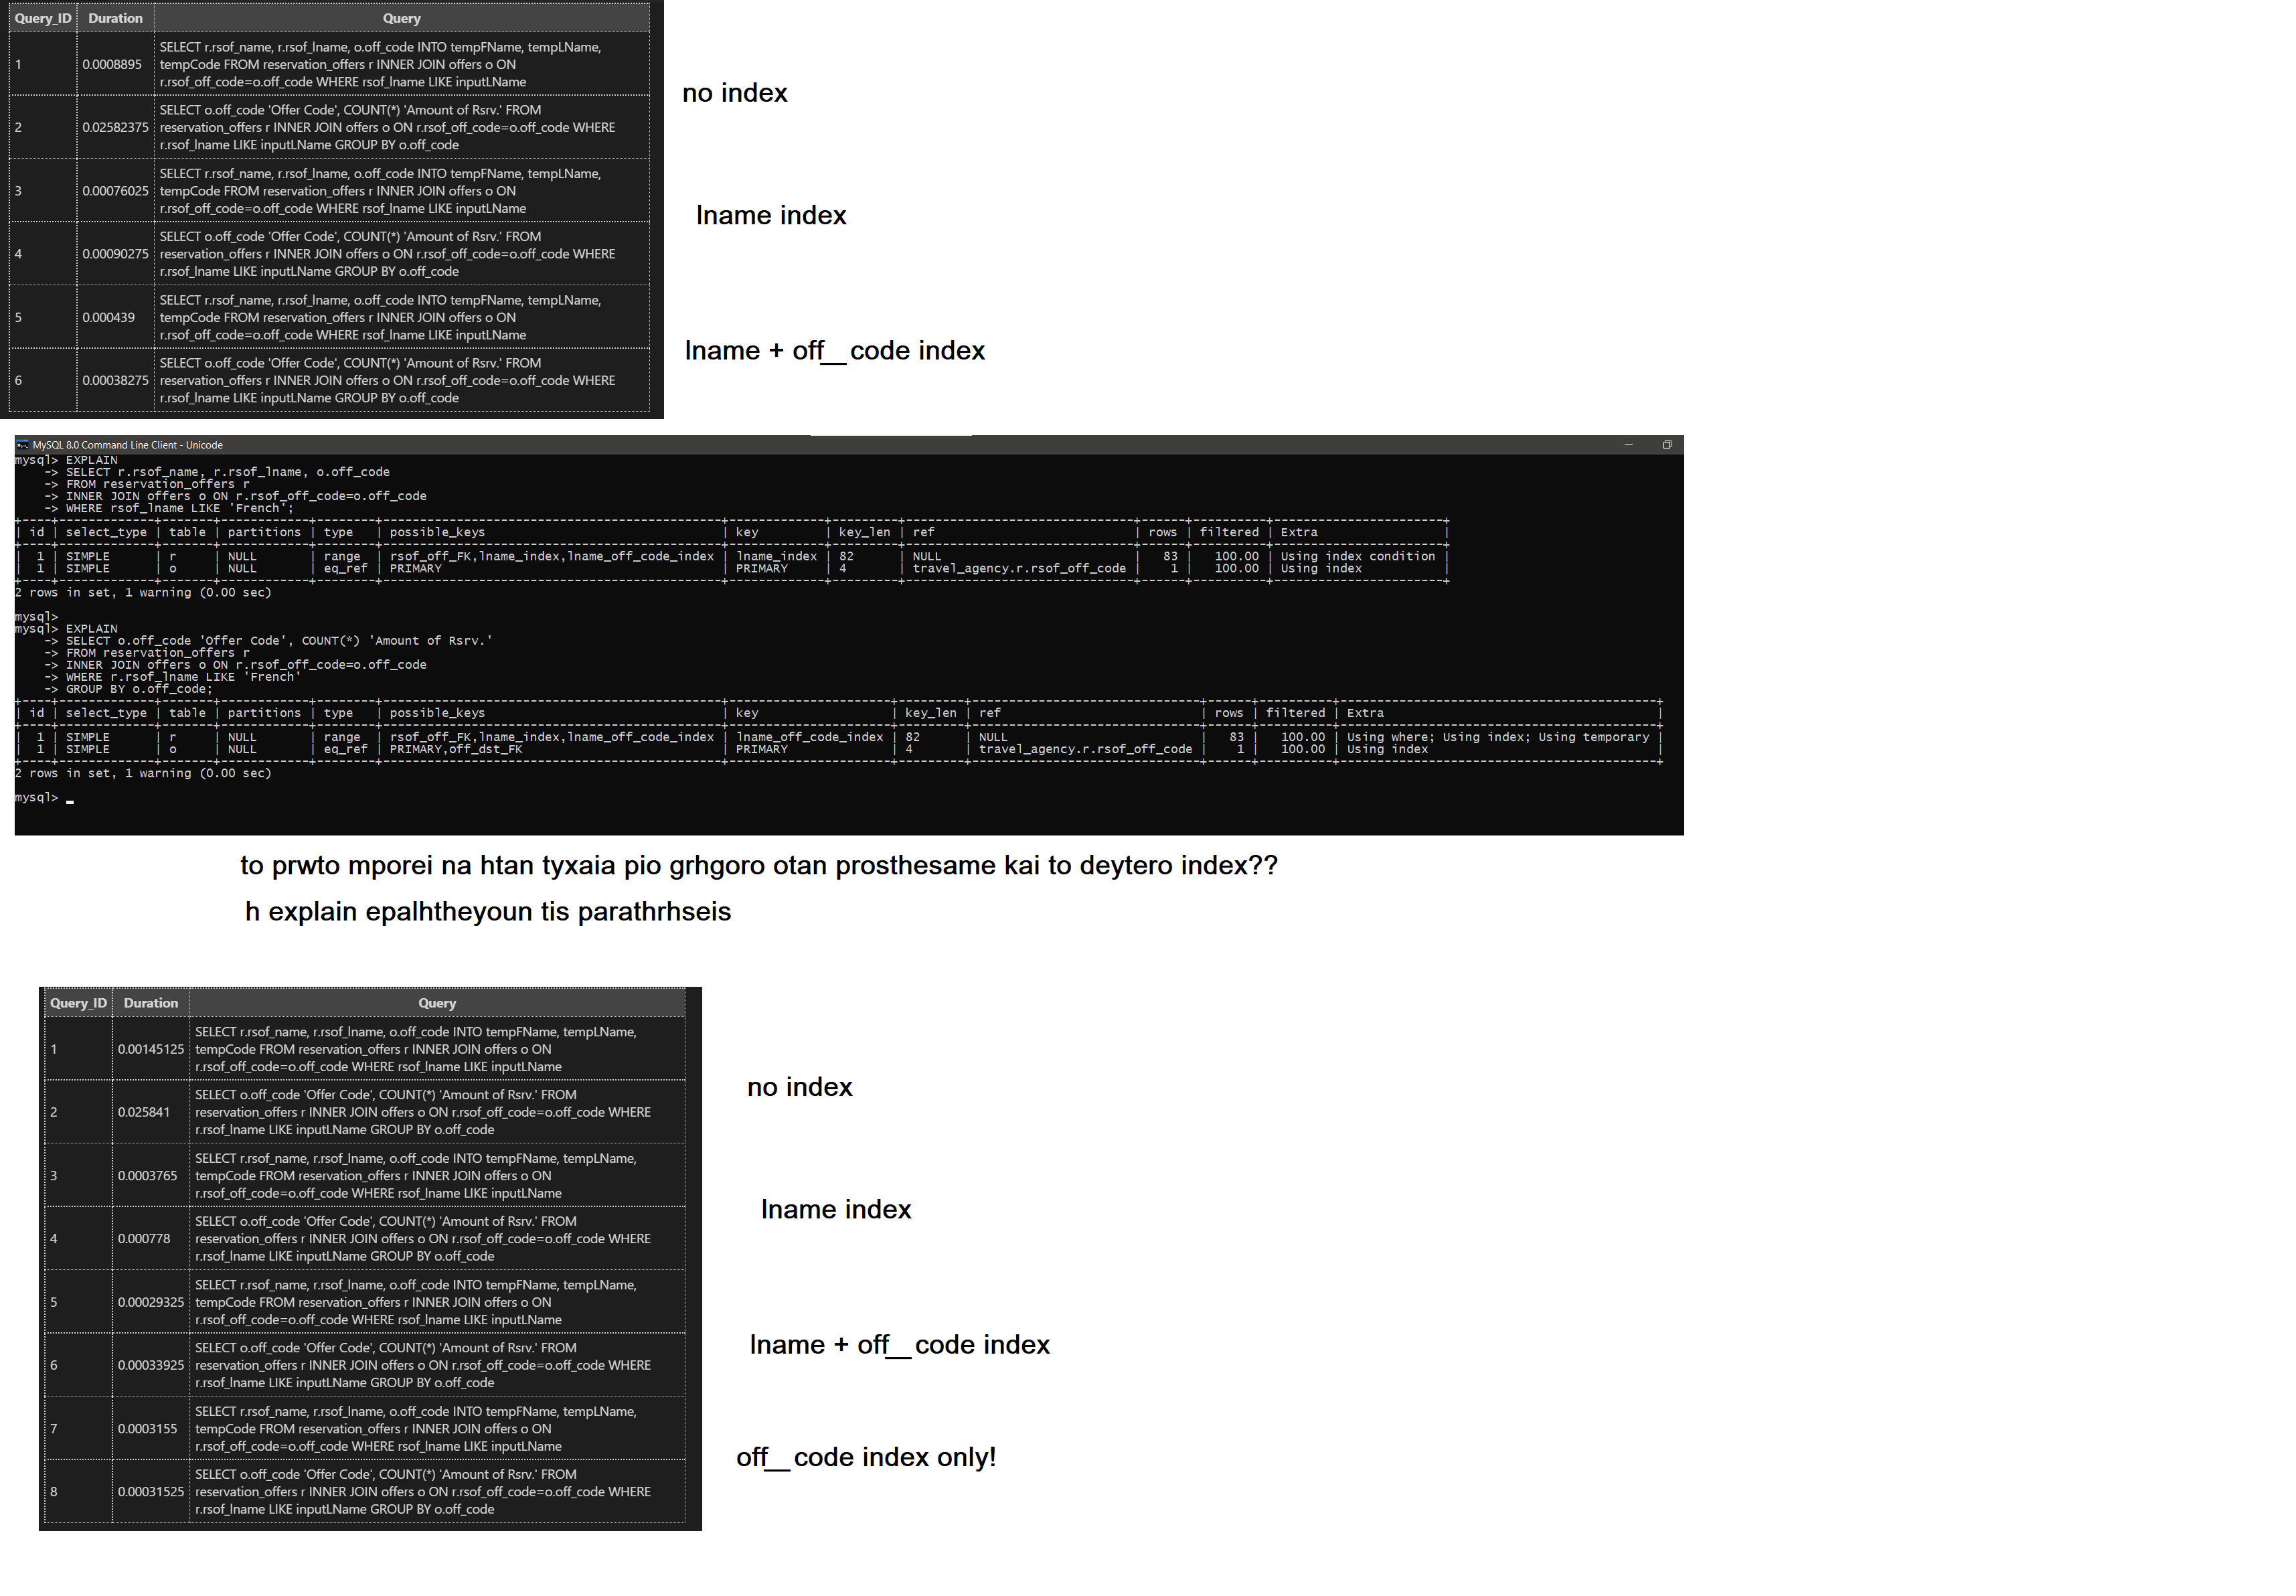 Query_ID Duration Query
1 0.0008895 SELECT r.rsof_name, r.rsof_lname, o.off_code INTO tempFName, tempLName,
tempCode FROM reservation_offers r INNER JOIN offers o ON
r.rsof_off_code=o.off_code WHERE rsof_lname LIKE inputLName
no index
2 0.02582375 SELECT o.off_code 'Offer Code', COUNT(*) 'Amount of Rsrv.' FROM
reservation_offers r INNER JOIN offers o ON r.rsof_off_code=o.off_code WHERE
r.rsof_lname LIKE inputLName GROUP BY o.off_code
3 0.00076025 SELECT r.rsof_name, r.rsof_lname, o.off_code INTO tempFName, tempLName,
tempCode FROM reservation_offers r INNER JOIN offers o ON
r.rsof_off_code=o.off_code WHERE rsof_lname LIKE inputLName
lname index
4 0.00090275 SELECT o.off_code 'Offer Code', COUNT(*) 'Amount of Rsrv.' FROM
reservation_offers r INNER JOIN offers o ON r.rsof_off_code=o.off_code WHERE
r.rsof_lname LIKE inputLName GROUP BY o.off_code
5 0.000439 SELECT r.rsof_name, r.rsof_lname, o.off_code INTO tempFName, tempLName,
tempCode FROM reservation_offers r INNER JOIN offers o ON
r.rsof_off_code=o.off_code WHERE rsof_lname LIKE inputLName
lname + off__code index
6 0.00038275 SELECT o.off_code 'Offer Code', COUNT(*) 'Amount of Rsrv.' FROM
reservation_offers r INNER JOIN offers o ON r.rsof_off_code=o.off_code WHERE
r.rsof_lname LIKE inputLName GROUP BY o.off_code
MySQL 8.0 Command Line Client - Unicode
mysql> EXPLAIN
-> SELECT r.rsof_name, r.rsof_lname, o.off_code
-> FROM reservation_offers r
-> INNER JOIN offers o ON r.rsof_off_code=o.off_code
-> WHERE rsof_lname LIKE 'French';
| id | select_type | table | partitions | type | possible_keys | key | key_len | ref | rows | filtered | Extra |
| 1 | SIMPLE | r | NULL | range | rsof_off_FK,lname_index,lname_off_code_index | lname_index | 82 | NULL | 83 | 100.00 | Using index condition |
| 1 | SIMPLE | o | NULL | eq_ref | PRIMARY | PRIMARY | 4 | travel_agency.r.rsof_off_code | 1 | 100.00 | Using index |
2 rows in set, 1 warning (0.00 sec)
mysql>
mysql> EXPLAIN
-> SELECT o.off_code 'Offer Code', COUNT(*) 'Amount of Rsrv.'
-> FROM reservation_offers r
-> INNER JOIN offers o ON r.rsof_off_code=o.off_code
-> WHERE r.rsof_lname LIKE 'French'
-> GROUP BY o.off_code;
| id | select_type | table | partitions | type | possible_keys | key | key_len | ref | rows | filtered | Extra |
| 1 | SIMPLE | r | NULL | range | rsof_off_FK,lname_index,lname_off_code_index | lname_off_code_index | 82 | NULL | 83 | 100.00 | Using where; Using index; Using temporary |
| 1 | SIMPLE | o | NULL | eq_ref | PRIMARY,off_dst_FK | PRIMARY | 4 | travel_agency.r.rsof_off_code | 1 | 100.00 | Using index |
2 rows in set, 1 warning (0.00 sec)
mysql>
to prwto mporei na htan tyxaia pio grhgoro otan prosthesame kai to deytero index??
h explain epalhtheyoun tis parathrhseis
Query_ID Duration Query
1 0.00145125 SELECT r.rsof_name, r.rsof_lname, o.off_code INTO tempFName, tempLName,
tempCode FROM reservation_offers r INNER JOIN offers o ON
r.rsof_off_code=o.off_code WHERE rsof_lname LIKE inputLName
no index
2 0.025841 SELECT o.off_code 'Offer Code', COUNT(*) 'Amount of Rsrv.' FROM
reservation_offers r INNER JOIN offers o ON r.rsof_off_code=o.off_code WHERE
r.rsof_lname LIKE inputLName GROUP BY o.off_code
3 0.0003765 SELECT r.rsof_name, r.rsof_lname, o.off_code INTO tempFName, tempLName,
tempCode FROM reservation_offers r INNER JOIN offers o ON
r.rsof_off_code=o.off_code WHERE rsof_lname LIKE inputLName
lname index
4 0.000778 SELECT o.off_code 'Offer Code', COUNT(*) 'Amount of Rsrv.' FROM
reservation_offers r INNER JOIN offers o ON r.rsof_off_code=o.off_code WHERE
r.rsof_lname LIKE inputLName GROUP BY o.off_code
5 0.00029325 SELECT r.rsof_name, r.rsof_lname, o.off_code INTO tempFName, tempLName,
tempCode FROM reservation_offers r INNER JOIN offers o ON
r.rsof_off_code=o.off_code WHERE rsof_lname LIKE inputLName
lname + off__code index
6 0.00033925 SELECT o.off_code 'Offer Code', COUNT(*) 'Amount of Rsrv.' FROM
reservation_offers r INNER JOIN offers o ON r.rsof_off_code=o.off_code WHERE
r.rsof_lname LIKE inputLName GROUP BY o.off_code
7 0.0003155 SELECT r.rsof_name, r.rsof_lname, o.off_code INTO tempFName, tempLName,
tempCode FROM reservation_offers r INNER JOIN offers o ON
r.rsof_off_code=o.off_code WHERE rsof_lname LIKE inputLName
off__code index only!
8 0.00031525 SELECT o.off_code 'Offer Code', COUNT(*) 'Amount of Rsrv.' FROM
reservation_offers r INNER JOIN offers o ON r.rsof_off_code=o.off_code WHERE
r.rsof_lname LIKE inputLName GROUP BY o.off_code